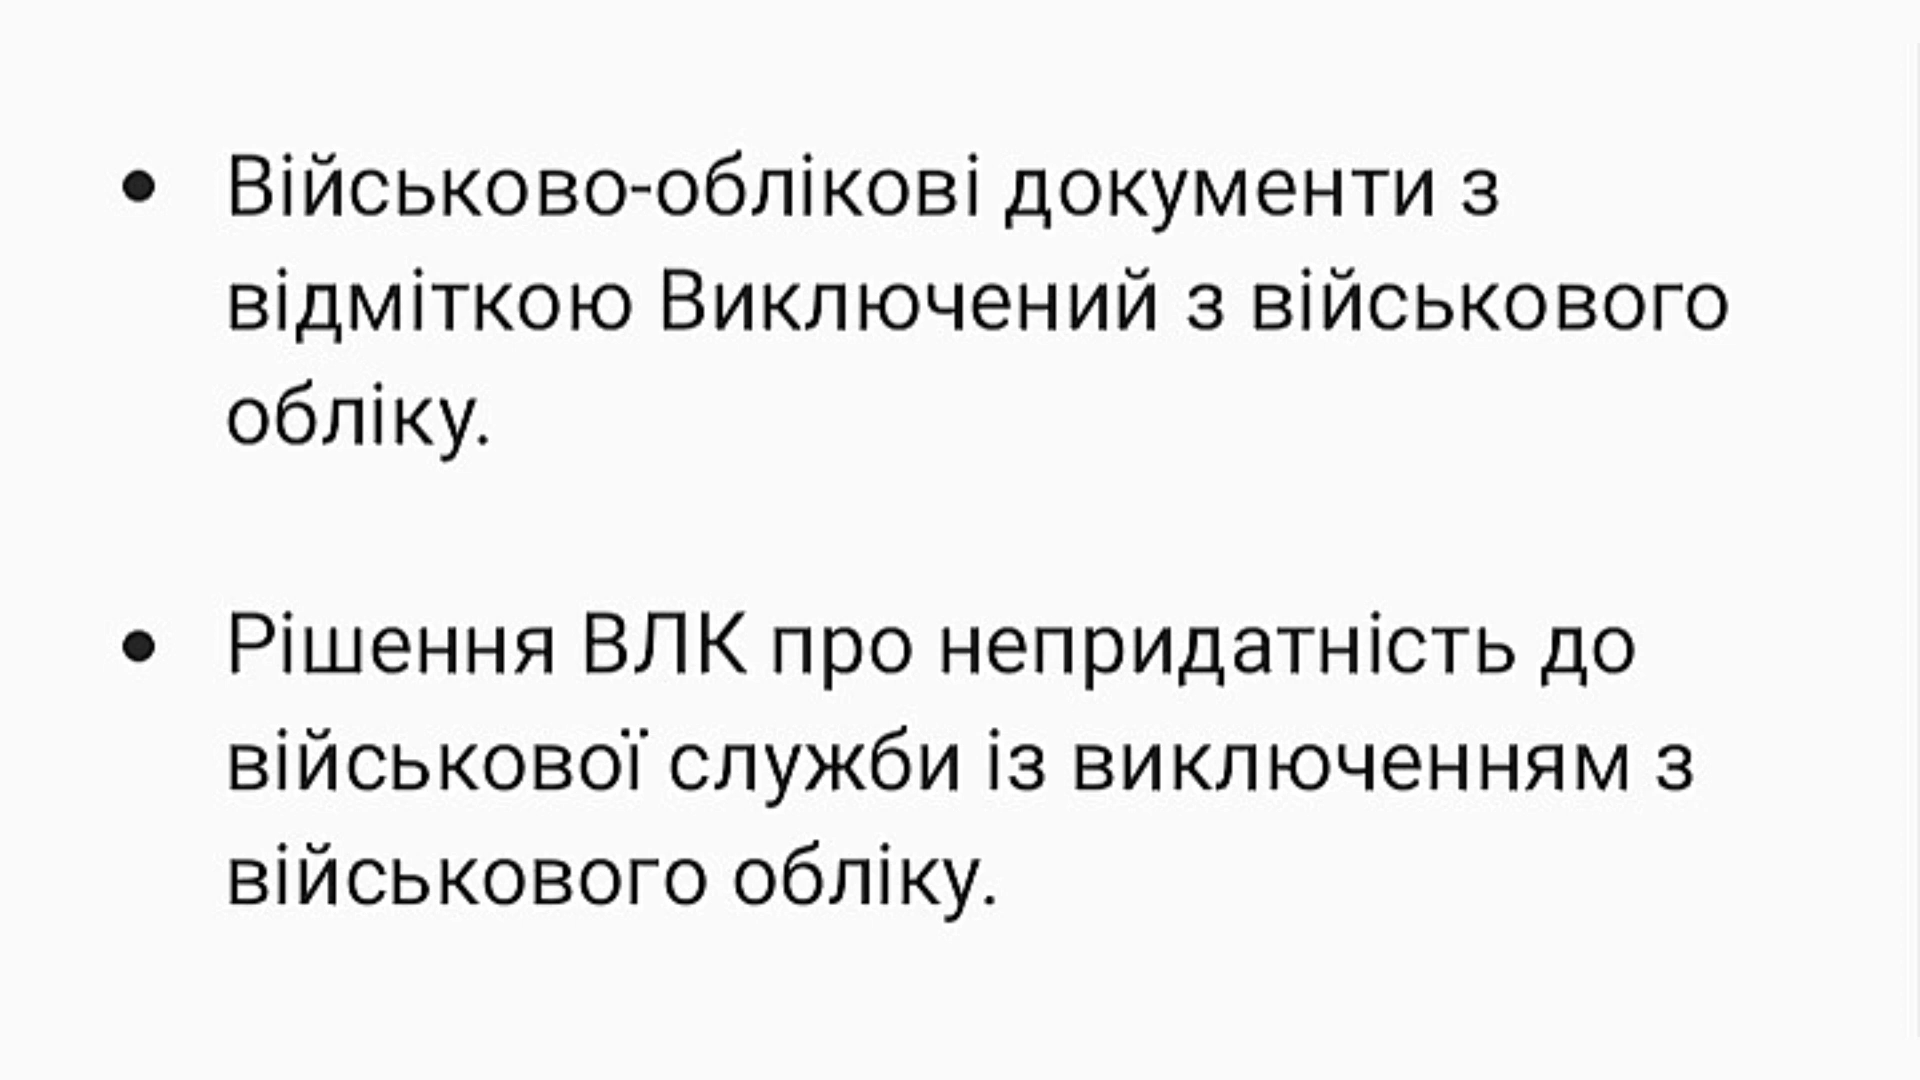 • Військово-облікові документи з
відміткою Виключений з військового
обліку.
• Рішення ВЛК про непридатність до
військової служби із виключенням з
військового обліку.